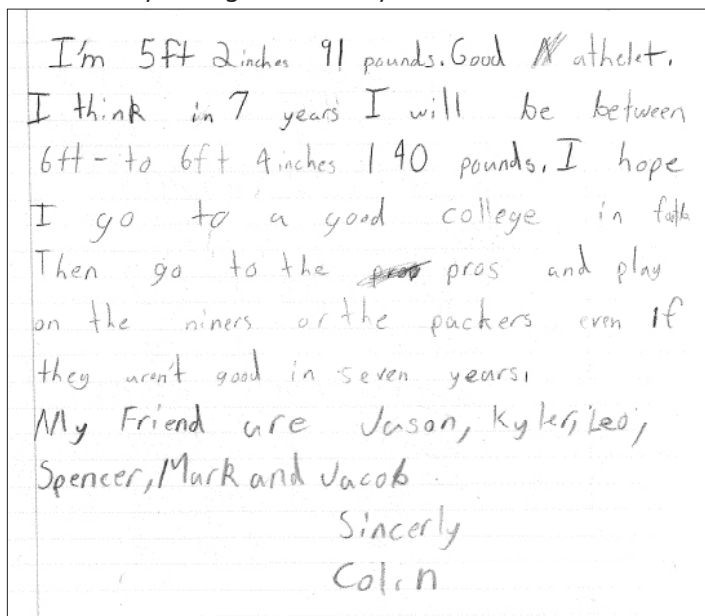 I'm 5ft 2inches 91 pounds. Good athelet.
I think in 7 years I will be between
6ft - to 6ft 4inches 140 pounds. I hope
I go to a good college in
Then go to the pros and play
on the niners or the packers even if
they aren't good in seven years.
My Friend are Jason, Kyler, Leo,
Spencer, Mark and Jacob
Sincerly
Colin